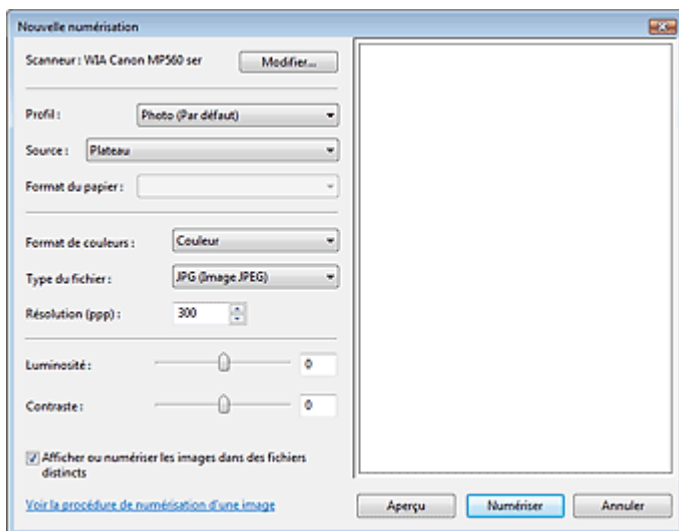 Nouvelle numérisation
Scanneur : WIA Canon MP560 ser
Modifier...
Profil :
Photo (Par défaut)
Source :
Plateau
Format du papier :
Format de couleurs :
Couleur
Type du fichier :
JPG (Image JPEG)
Résolution (ppp) :
300
Luminosité :
0
Contraste :
0
Afficher ou numériser les images dans des fichiers
distincts
Voir la procédure de numérisation d'une image
Aperçu
Numériser
Annuler